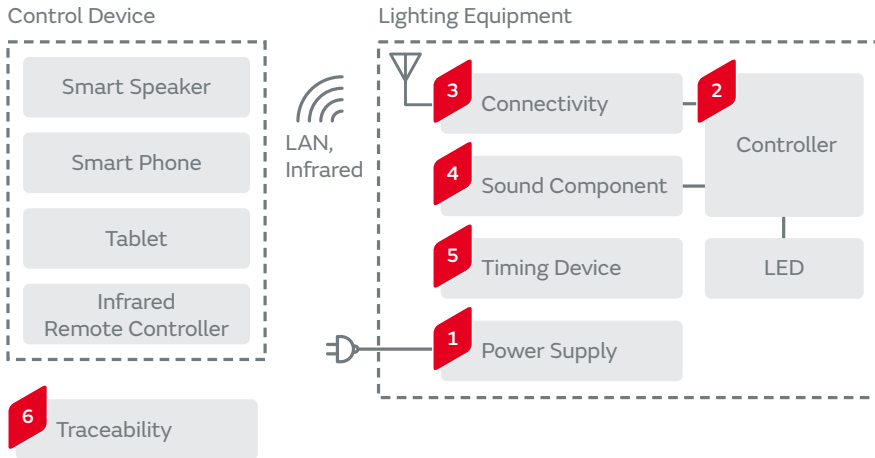 Control Device
Smart Speaker
Smart Phone
Tablet
Infrared
Remote Controller
LAN,
Infrared
Lighting Equipment
3 Connectivity
2 Controller
4 Sound Component
5 Timing Device
LED
1 Power Supply
6 Traceability